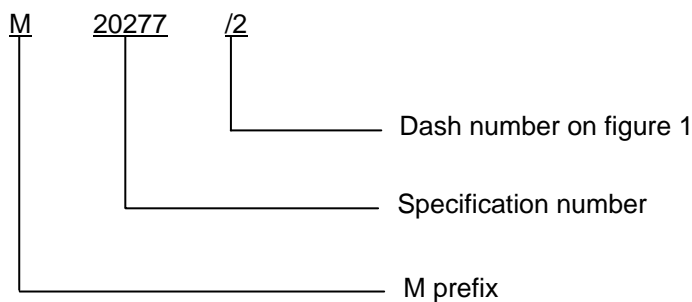 M 20277 /2
Dash number on figure 1
Specification number
M prefix